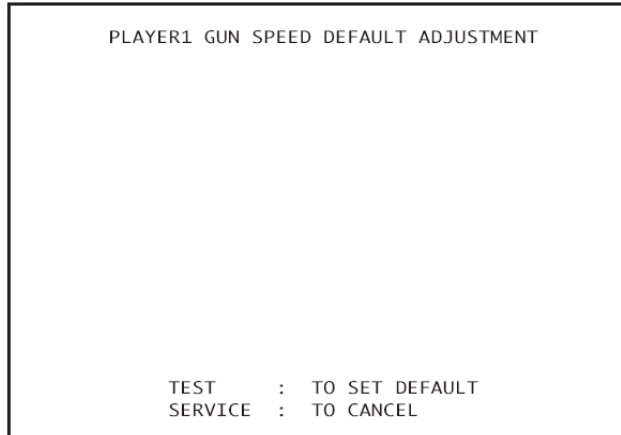 PLAYER1 GUN SPEED DEFAULT ADJUSTMENT
TEST : TO SET DEFAULT
SERVICE : TO CANCEL